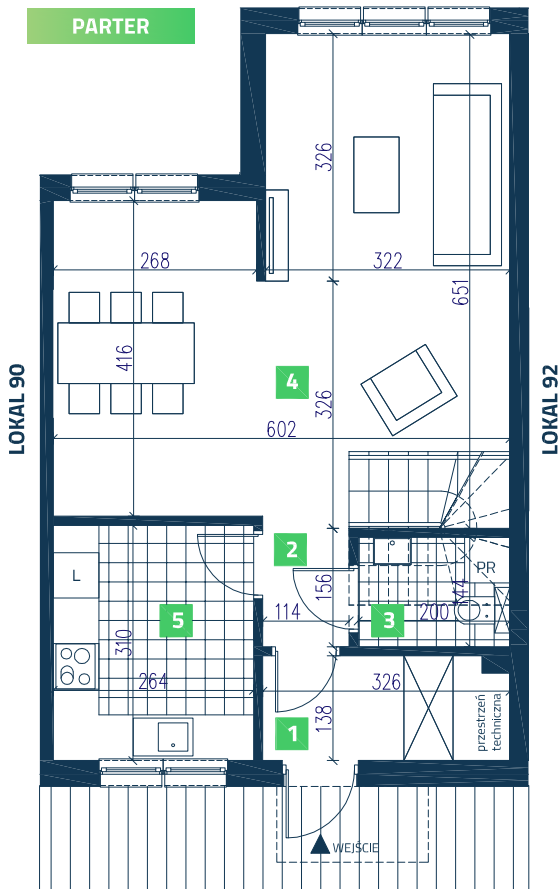 PARTER
326
268
322
651
416
4
326
LOKAL 90
LOKAL 92
602
2
PR
L
156
144
114
3
200
5
310
264
326
1
138
przestrzeń
techniczna
WEJŚCIE